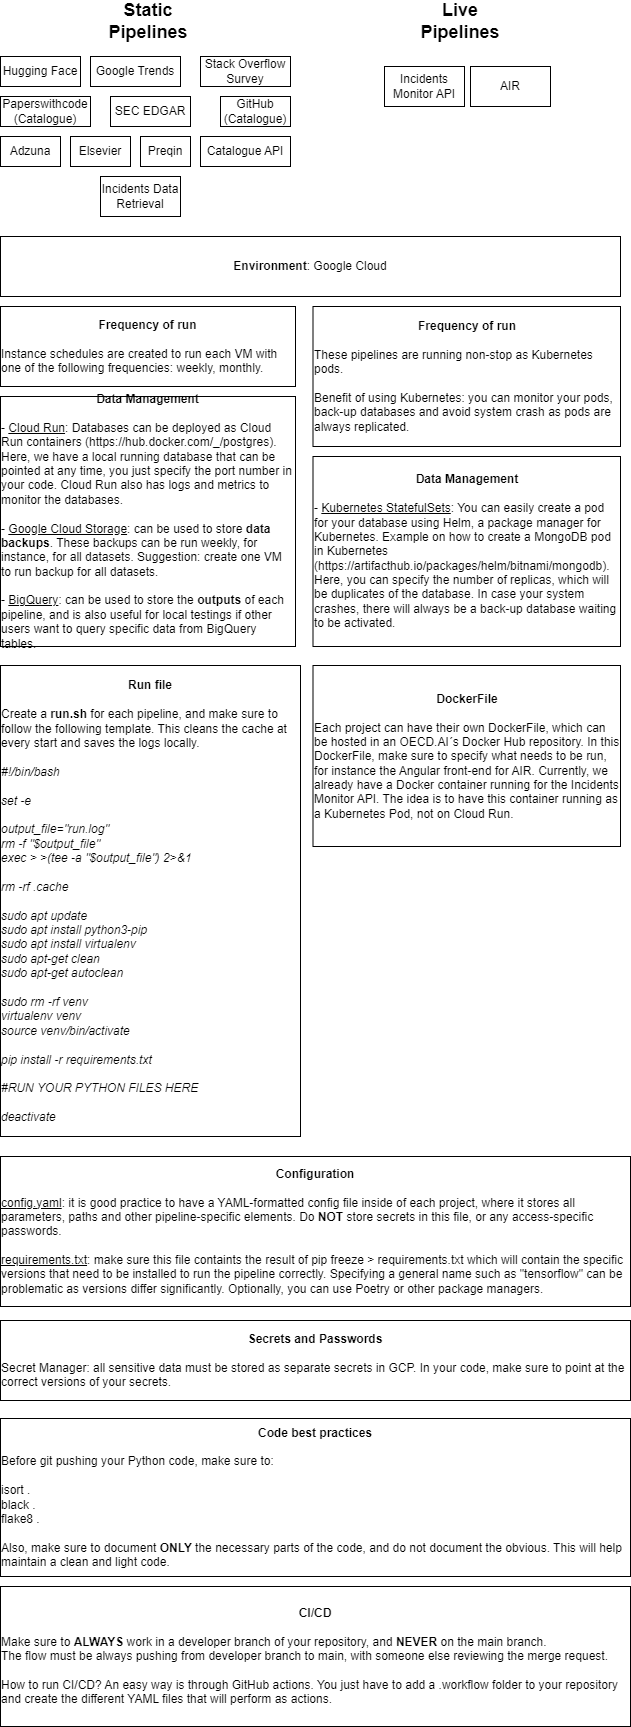 Static
Pipelines
Live
Pipelines
Hugging Face
Google Trends
Stack Overflow
Survey
Paperswithcode
(Catalogue)
SEC EDGAR
GitHub
(Catalogue)
Adzuna
Elsevier
Preqin
Catalogue API
Incidents Data
Retrieval
Incidents
Monitor API
AIR
Environment: Google Cloud
Frequency of run
Instance schedules are created to run each VM with
one of the following frequencies: weekly, monthly.
Data Management
- Cloud Run: Databases can be deployed as Cloud
Run containers (https://hub.docker.com/_/postgres).
Here, we have a local running database that can be
pointed at any time, you just specify the port number in
your code. Cloud Run also has logs and metrics to
monitor the databases.
- Google Cloud Storage: can be used to store data
backups. These backups can be run weekly, for
instance, for all datasets. Suggestion: create one VM
to run backup for all datasets.
- BigQuery: can be used to store the outputs of each
pipeline, and is also useful for local testings if other
users want to query specific data from BigQuery
tables.
Frequency of run
These pipelines are running non-stop as Kubernetes
pods.
Benefit of using Kubernetes: you can monitor your pods,
back-up databases and avoid system crash as pods are
always replicated.
Data Management
- Kubernetes StatefulSets: You can easily create a pod
for your database using Helm, a package manager for
Kubernetes. Example on how to create a MongoDB pod
in Kubernetes
(https://artifacthub.io/packages/helm/bitnami/mongodb).
Here, you can specify the number of replicas, which will
be duplicates of the database. In case your system
crashes, there will always be a back-up database waiting
to be activated.
Run file
Create a run.sh for each pipeline, and make sure to
follow the following template. This cleans the cache at
every start and saves the logs locally.
#!/bin/bash
set -e
output_file="run.log"
rm -f "$output_file"
exec > >(tee -a "$output_file") 2>&1
rm -rf .cache
sudo apt update
sudo apt install python3-pip
sudo apt install virtualenv
sudo apt-get clean
sudo apt-get autoclean
sudo rm -rf venv
virtualenv venv
source venv/bin/activate
pip install -r requirements.txt
#RUN YOUR PYTHON FILES HERE
deactivate
DockerFile
Each project can have their own DockerFile, which can
be hosted in an OECD.AI´s Docker Hub repository. In this
DockerFile, make sure to specify what needs to be run,
for instance the Angular front-end for AIR. Currently, we
already have a Docker container running for the Incidents
Monitor API. The idea is to have this container running as
a Kubernetes Pod, not on Cloud Run.
Configuration
config.yaml: it is good practice to have a YAML-formatted config file inside of each project, where it stores all
parameters, paths and other pipeline-specific elements. Do NOT store secrets in this file, or any access-specific
passwords.
requirements.txt: make sure this file containts the result of pip freeze > requirements.txt which will contain the specific
versions that need to be installed to run the pipeline correctly. Specifying a general name such as "tensorflow" can be
problematic as versions differ significantly. Optionally, you can use Poetry or other package managers.
Secrets and Passwords
Secret Manager: all sensitive data must be stored as separate secrets in GCP. In your code, make sure to point at the
correct versions of your secrets.
Code best practices
Before git pushing your Python code, make sure to:
isort .
black .
flake8 .
Also, make sure to document ONLY the necessary parts of the code, and do not document the obvious. This will help
maintain a clean and light code.
CI/CD
Make sure to ALWAYS work in a developer branch of your repository, and NEVER on the main branch.
The flow must be always pushing from developer branch to main, with someone else reviewing the merge request.
How to run CI/CD? An easy way is through GitHub actions. You just have to add a .workflow folder to your repository
and create the different YAML files that will perform as actions.